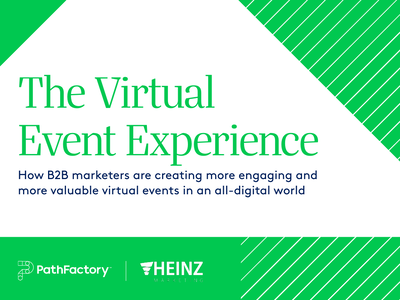 The Virtual
Event Experience
How B2B marketers are creating more engaging and
more valuable virtual events in an all-digital world
PathFactory
HEINZ